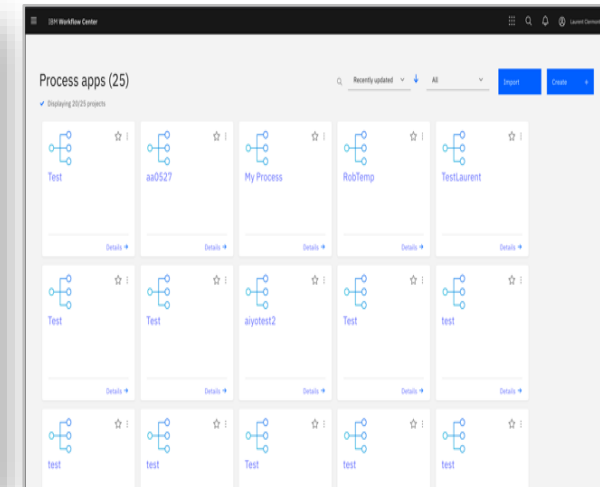 IBM Workflow Center
Laurent Clermont
Process apps (25)
Recently updated
All
Import
Create +
Displaying 20/25 projects
Test
aa0527
My Process
RobTemp
TestLaurent
Details
Details
Details
Details
Details
Test
Test
aiyotest2
Test
test
Details
Details
Details
Details
Details
test
test
Test
test
test